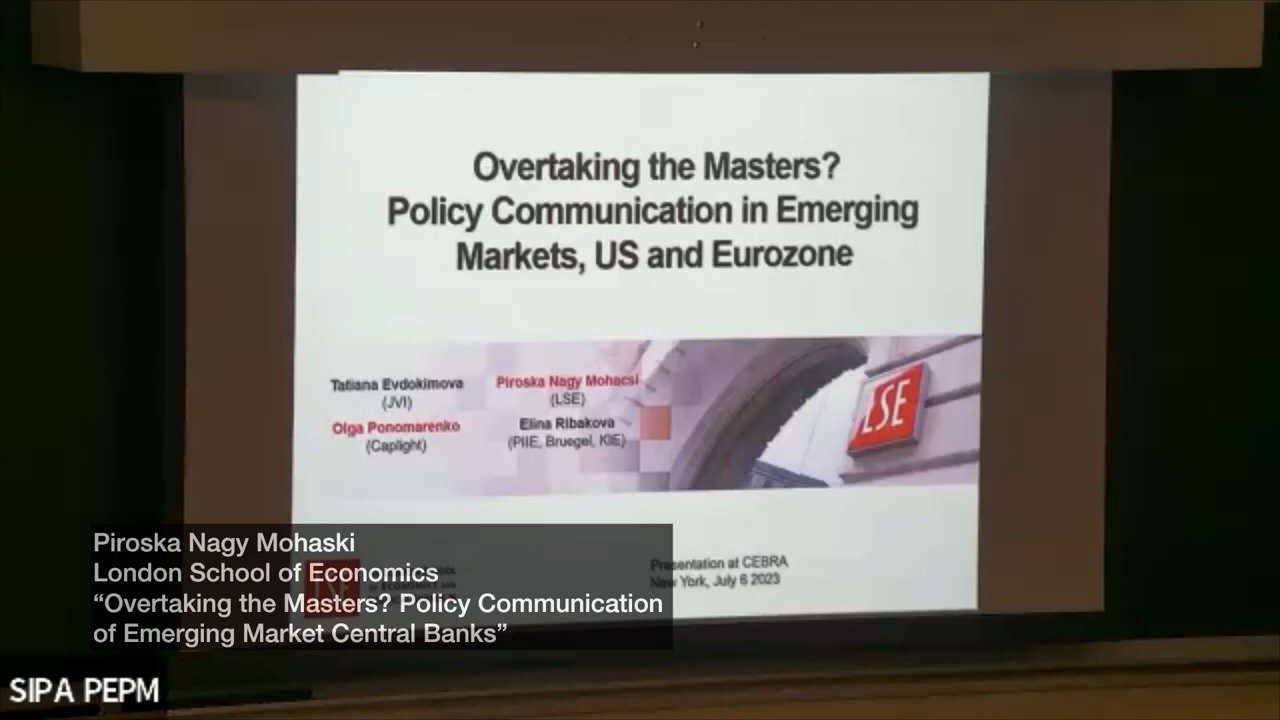 Overtaking the Masters?
Policy Communication in Emerging
Markets, US and Eurozone
Tatiana Evdokimova
(JVI)
Piroska Nagy Mohacsi
(LSE)
Olga Ponomarenko
(Caplight)
Elina Ribakova
(PIIE, Bruegel, KIE)
LSE
Presentation at CEBRA
New York, July 6 2023
Piroska Nagy Mohaski
London School of Economics
“Overtaking the Masters? Policy Communication
of Emerging Market Central Banks”
SIPA PEPM